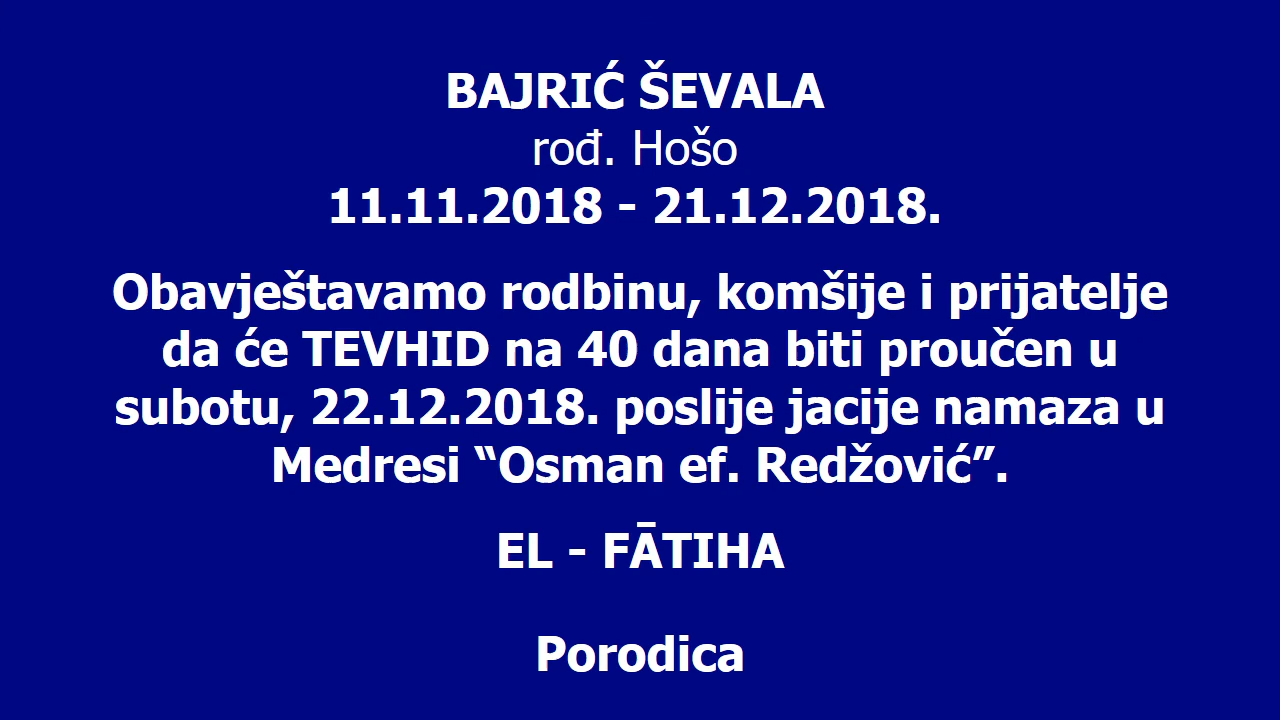 BAJRIĆ ŠEVALA
rođ. Hošo
11.11.2018 - 21.12.2018.
Obavještavamo rodbinu, komšije i prijatelje
da će TEVHID na 40 dana biti proučen u
subotu, 22.12.2018. poslije jacije namaza u
Medresi “Osman ef. Redžović”.
EL - FĀTIHA
Porodica